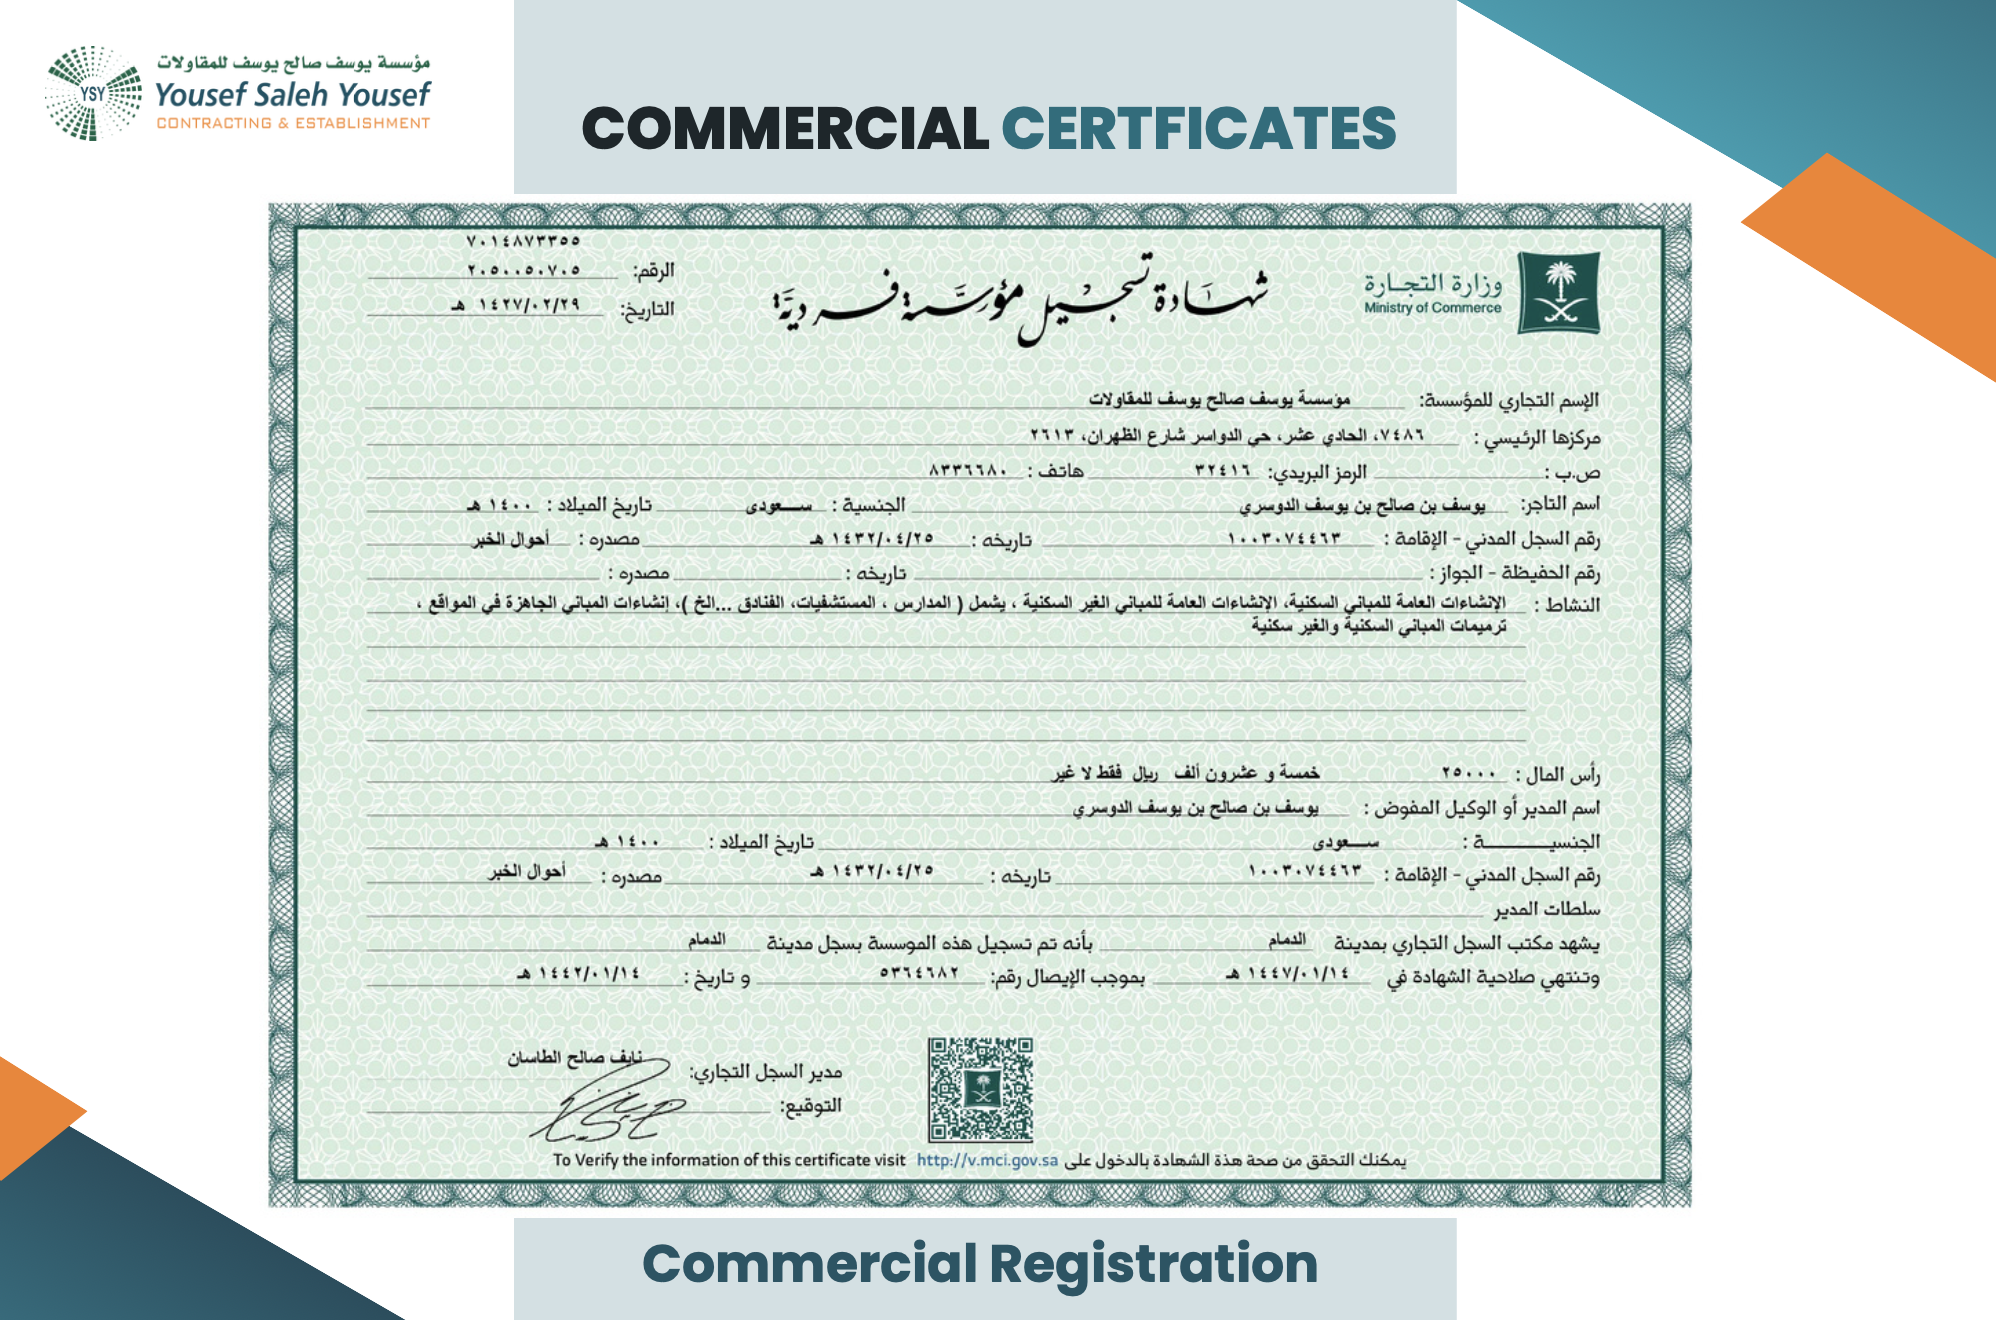 مؤسسة يوسف صالح يوسف للمقاولات
YSY
Yousef Saleh Yousef
CONTRACTING & ESTABLISHMENT
COMMERCIAL CERTFICATES
وزارة التجارة
Ministry of Commerce
شهادة تسجيل مؤسسة فردية
٧٠١٤٨٧٣٣٥٥
الرقم: ٢٠٥٠٠٥٠٧٠٥
التاريخ: ١٤٢٧/٠٢/٢٩ هـ
الإسم التجاري للمؤسسة: مؤسسة يوسف صالح يوسف للمقاولات
مركزها الرئيسي : ٧٤٨٦، الحادي عشر، حي الدواسر شارع الظهران، ٢٦١٣
ص.ب : الرمز البريدي: ٣٢٤١٦ هاتف : ٨٣٣٦٦٨٠
اسم التاجر: يوسف بن صالح بن يوسف الدوسري الجنسية : سـعودى تاريخ الميلاد : ١٤٠٠ هـ
رقم السجل المدني - الإقامة : ١٠٠٣٠٧٤٤٦٣ تاريخه : ١٤٣٢/٠٤/٢٥ هـ مصدره : أحوال الخبر
رقم الحفيظة - الجواز : تاريخه : مصدره :
النشاط : الإنشاءات العامة للمباني السكنية، الإنشاءات العامة للمباني الغير السكنية ، يشمل ( المدارس ، المستشفيات، الفنادق ...الخ )، إنشاءات المباني الجاهزة في المواقع ،
ترميمات المباني السكنية والغير سكنية
رأس المال : ٢٥٠٠٠ خمسة و عشرون ألف ريال فقط لا غير
اسم المدير أو الوكيل المفوض : يوسف بن صالح بن يوسف الدوسري
الجنسيـــــــة : سـعودى تاريخ الميلاد : ١٤٠٠ هـ
رقم السجل المدني - الإقامة : ١٠٠٣٠٧٤٤٦٣ تاريخه : ١٤٣٢/٠٤/٢٥ هـ مصدره : أحوال الخبر
سلطات المدير
يشهد مكتب السجل التجاري بمدينة الدمام بأنه تم تسجيل هذه الموسسة بسجل مدينة الدمام
وتنتهي صلاحية الشهادة في ١٤٤٧/٠١/١٤ هـ بموجب الإيصال رقم: ٥٣٦٤٦٨٢ و تاريخ : ١٤٤٢/٠١/١٤ هـ
مدير السجل التجاري: نايف صالح الطاسان
التوقيع:
يمكنك التحقق من صحة هذة الشهادة بالدخول على http://v.mci.gov.sa To Verify the information of this certificate visit
Commercial Registration